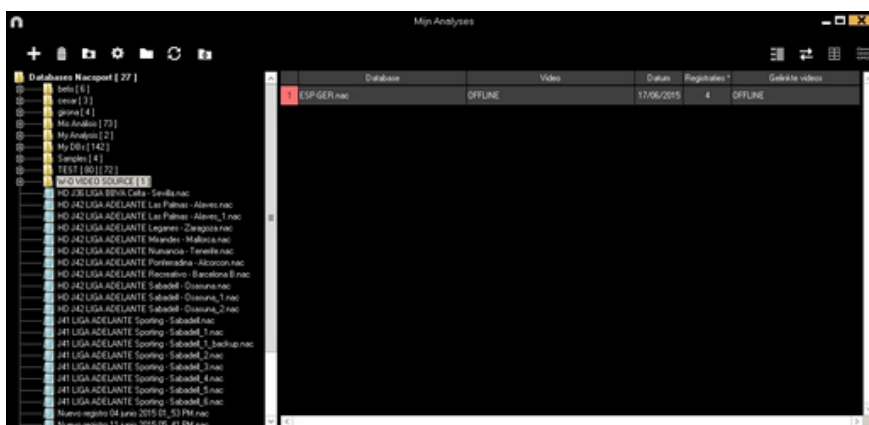 Mijn Analyses
Databases Nacsport [ 27 ]
betis [ 6 ]
cesar [ 3 ]
girona [ 4 ]
Mis Análisis [ 73 ]
My Analysis [ 2 ]
My DBs [ 142 ]
Samples [ 4 ]
TEST [ 80 ] [ 72 ]
W-O VIDEO SOURCE [ 1 ]
HD J36 LIGA BBVA Celta - Sevilla.nac
HD J42 LIGA ADELANTE Las Palmas - Alaves.nac
HD J42 LIGA ADELANTE Las Palmas - Alaves_1.nac
HD J42 LIGA ADELANTE Leganes - Zaragoza.nac
HD J42 LIGA ADELANTE Mirandes - Mallorca.nac
HD J42 LIGA ADELANTE Numancia - Tenerife.nac
HD J42 LIGA ADELANTE Ponferradina - Alcorcon.nac
HD J42 LIGA ADELANTE Recreativo - Barcelona B.nac
HD J42 LIGA ADELANTE Sabadell - Osasuna.nac
HD J42 LIGA ADELANTE Sabadell - Osasuna_1.nac
HD J42 LIGA ADELANTE Sabadell - Osasuna_2.nac
J41 LIGA ADELANTE Sporting - Sabadell.nac
J41 LIGA ADELANTE Sporting - Sabadell_1.nac
J41 LIGA ADELANTE Sporting - Sabadell_1_backup.nac
J41 LIGA ADELANTE Sporting - Sabadell_2.nac
J41 LIGA ADELANTE Sporting - Sabadell_3.nac
J41 LIGA ADELANTE Sporting - Sabadell_4.nac
J41 LIGA ADELANTE Sporting - Sabadell_5.nac
J41 LIGA ADELANTE Sporting - Sabadell_6.nac
Nuevo registro 04 junio 2015 01_53 PM.nac
Nuevo registro 11 junio 2015 05_41 PM.nac
Database Video Datum Registraties * Gelinkte videos
1 ESP-GER.nac OFFLINE 17/06/2015 4 OFFLINE